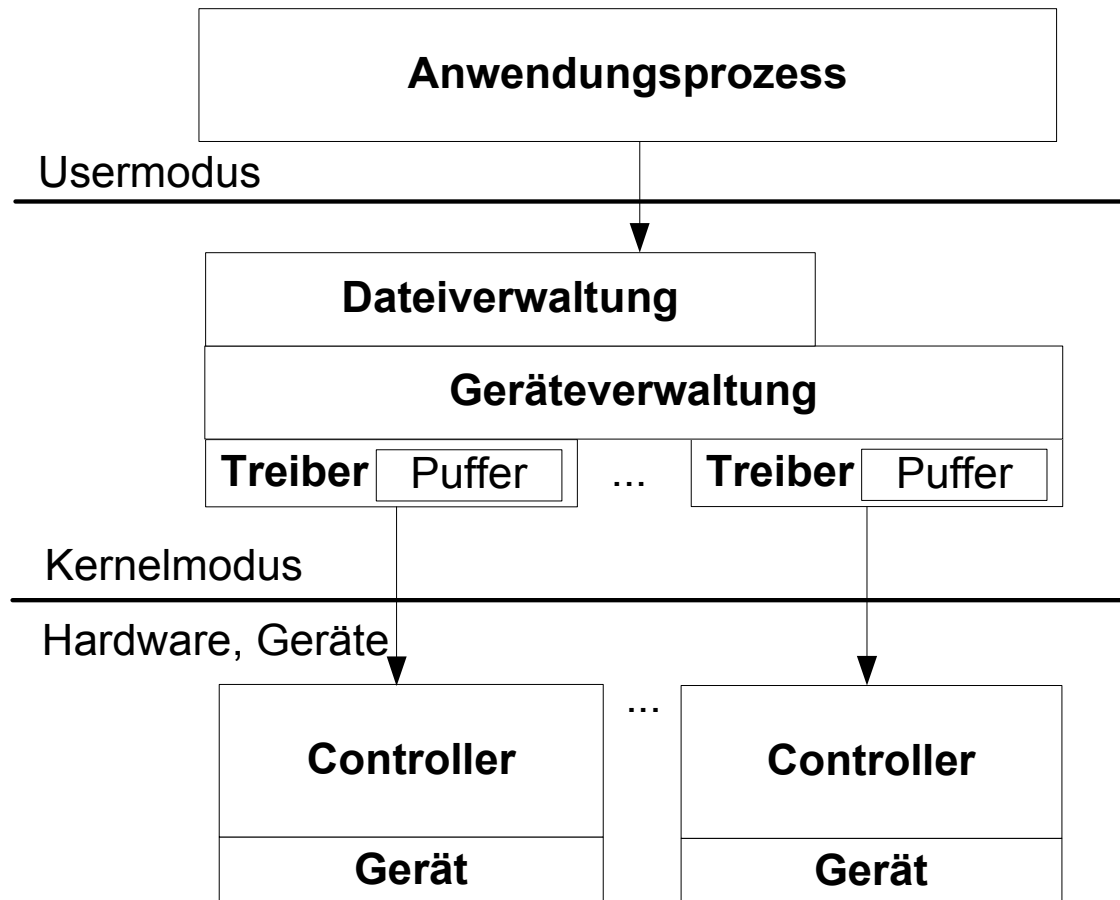 Anwendungsprozess
Usermodus
Dateiverwaltung
Geräteverwaltung
Treiber Puffer ... Treiber Puffer
Kernelmodus
Hardware, Geräte
...
Controller Controller
Gerät Gerät